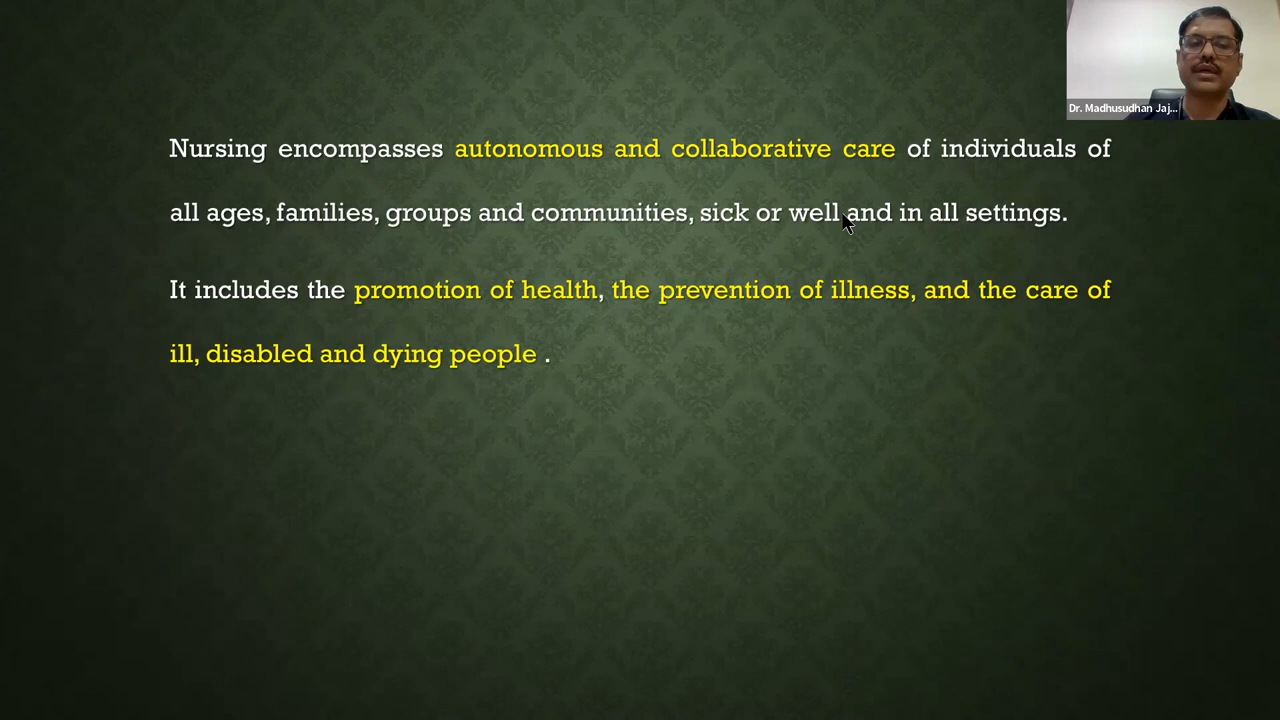 Dr. Madhusudhan Jaj...
Nursing encompasses autonomous and collaborative care of individuals of
all ages, families, groups and communities, sick or well and in all settings.
It includes the promotion of health, the prevention of illness, and the care of
ill, disabled and dying people .